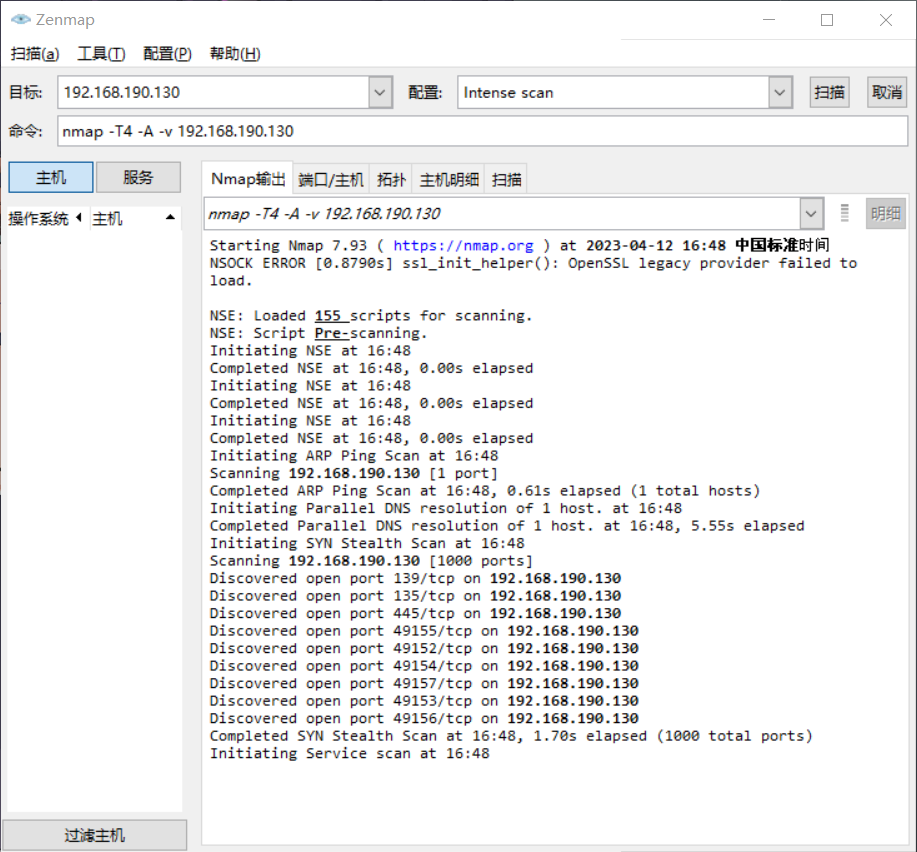 Zenmap
扫描(a) 工具(T) 配置(P) 帮助(H)
目标: 192.168.190.130 配置: Intense scan 扫描 取消
命令: nmap -T4 -A -v 192.168.190.130
主机 服务 Nmap输出 端口/主机 拓扑 主机明细 扫描
操作系统 主机 nmap -T4 -A -v 192.168.190.130 明细
Starting Nmap 7.93 ( https://nmap.org ) at 2023-04-12 16:48 中国标准时间
NSOCK ERROR [0.8790s] ssl_init_helper(): OpenSSL legacy provider failed to
load.
NSE: Loaded 155 scripts for scanning.
NSE: Script Pre-scanning.
Initiating NSE at 16:48
Completed NSE at 16:48, 0.00s elapsed
Initiating NSE at 16:48
Completed NSE at 16:48, 0.00s elapsed
Initiating NSE at 16:48
Completed NSE at 16:48, 0.00s elapsed
Initiating ARP Ping Scan at 16:48
Scanning 192.168.190.130 [1 port]
Completed ARP Ping Scan at 16:48, 0.61s elapsed (1 total hosts)
Initiating Parallel DNS resolution of 1 host. at 16:48
Completed Parallel DNS resolution of 1 host. at 16:48, 5.55s elapsed
Initiating SYN Stealth Scan at 16:48
Scanning 192.168.190.130 [1000 ports]
Discovered open port 139/tcp on 192.168.190.130
Discovered open port 135/tcp on 192.168.190.130
Discovered open port 445/tcp on 192.168.190.130
Discovered open port 49155/tcp on 192.168.190.130
Discovered open port 49152/tcp on 192.168.190.130
Discovered open port 49154/tcp on 192.168.190.130
Discovered open port 49157/tcp on 192.168.190.130
Discovered open port 49153/tcp on 192.168.190.130
Discovered open port 49156/tcp on 192.168.190.130
Completed SYN Stealth Scan at 16:48, 1.70s elapsed (1000 total ports)
Initiating Service scan at 16:48
过滤主机